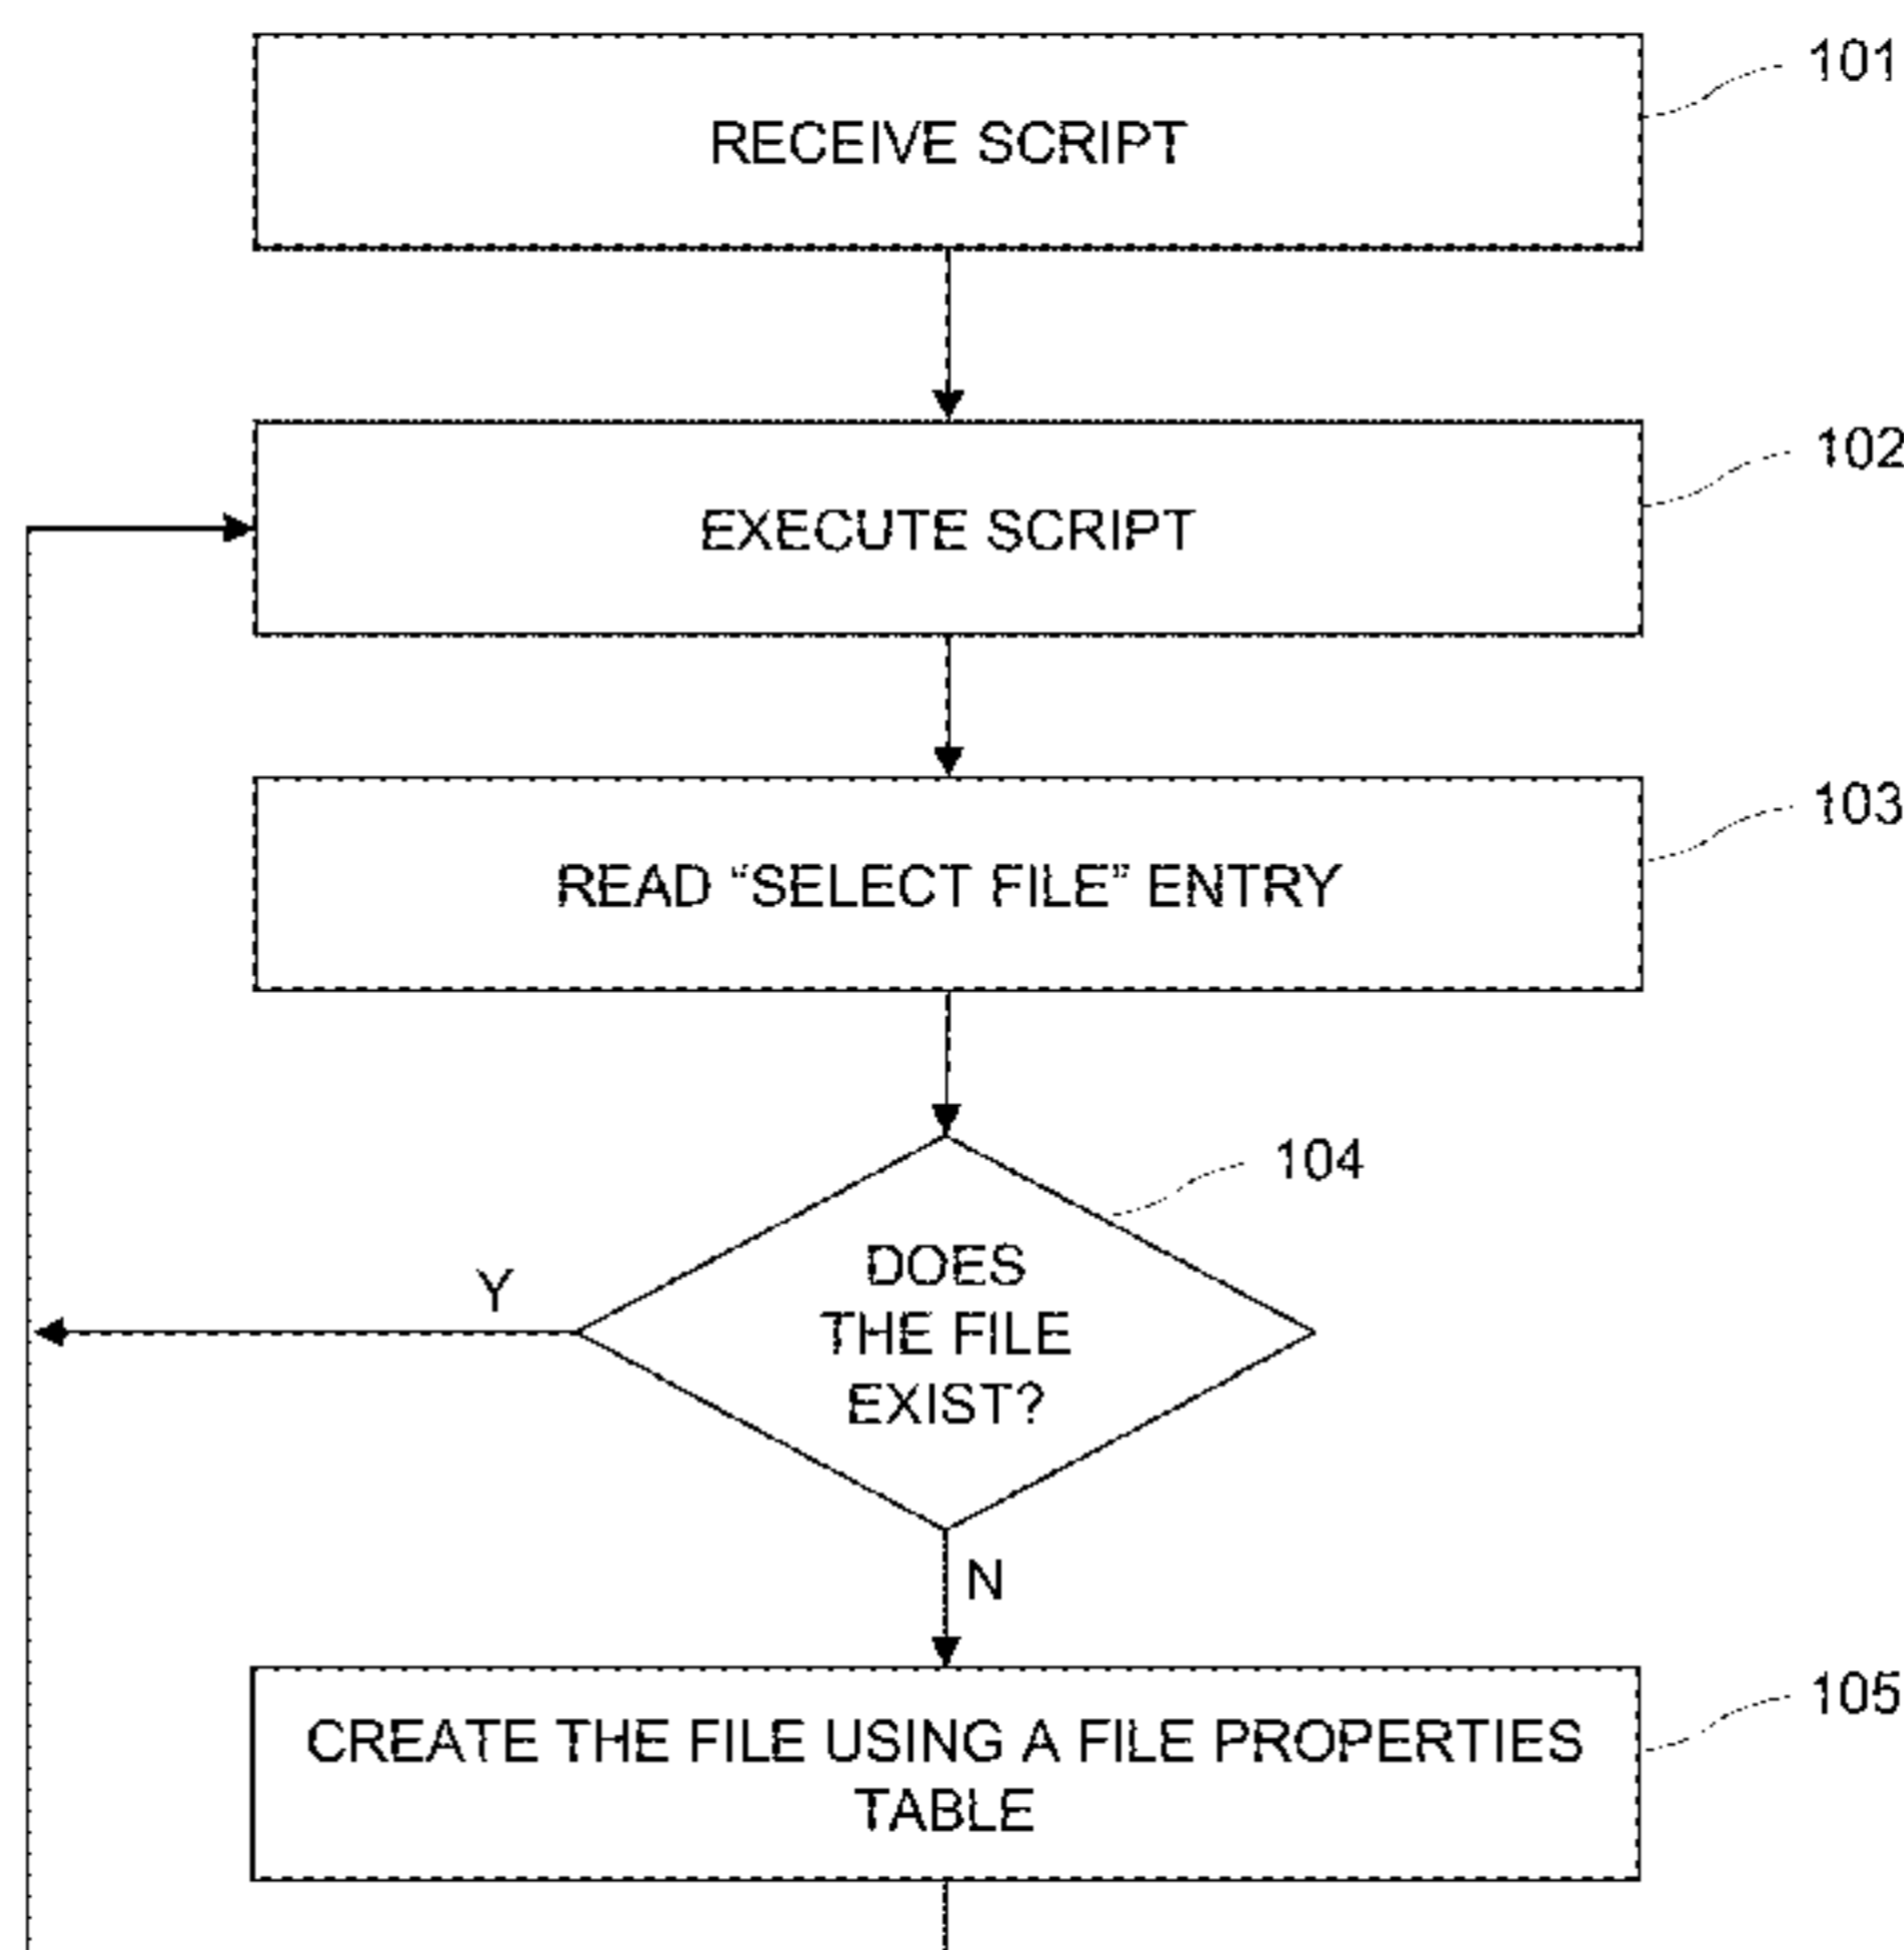 RECEIVE SCRIPT
101
EXECUTE SCRIPT
102
READ “SELECT FILE” ENTRY
103
DOES
THE FILE
EXIST?
104
Y
N
CREATE THE FILE USING A FILE PROPERTIES
TABLE
105